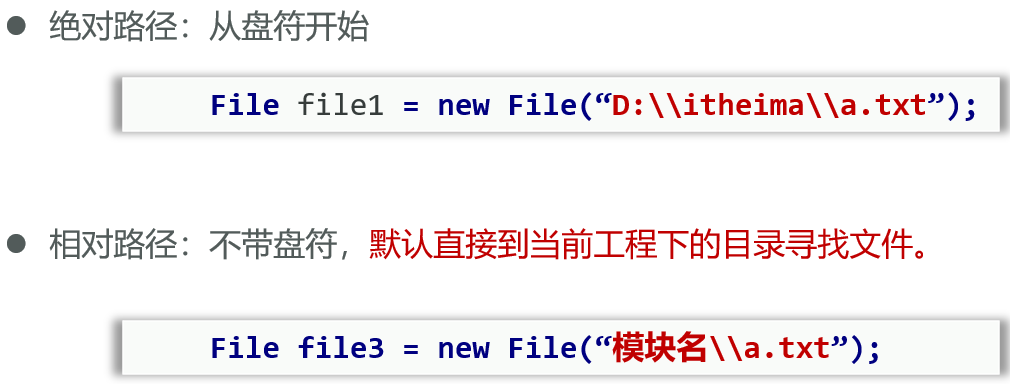 ● 绝对路径：从盘符开始
File file1 = new File(“D:\\itheima\\a.txt”);
● 相对路径：不带盘符，默认直接到当前工程下的目录寻找文件。
File file3 = new File(“模块名\\a.txt”);